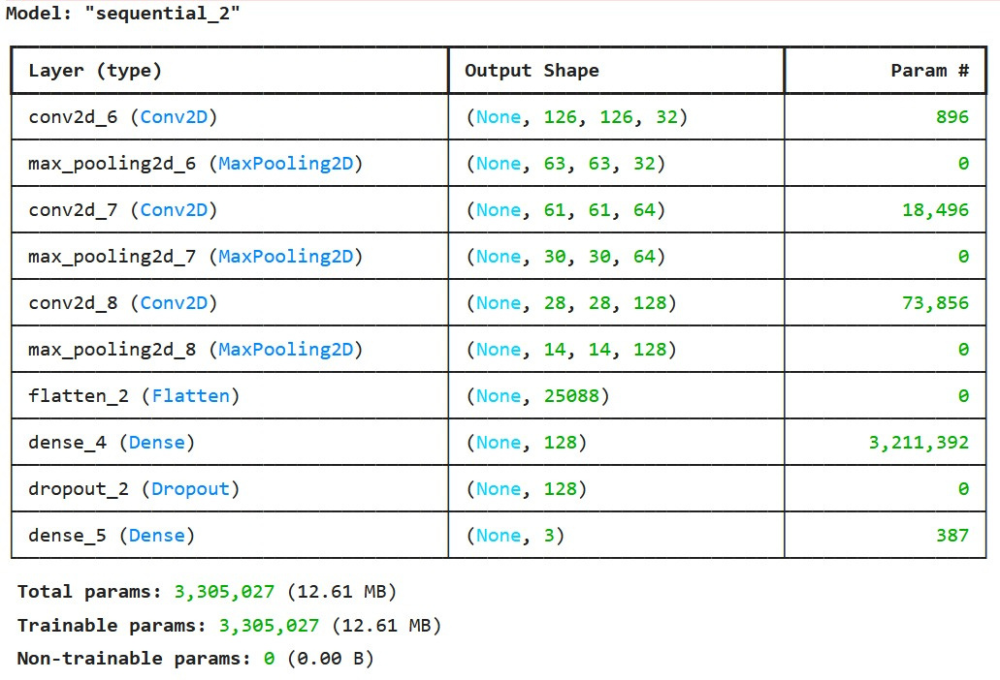 Model: "sequential_2"
Layer (type) Output Shape Param #
conv2d_6 (Conv2D) (None, 126, 126, 32) 896
max_pooling2d_6 (MaxPooling2D) (None, 63, 63, 32) 0
conv2d_7 (Conv2D) (None, 61, 61, 64) 18,496
max_pooling2d_7 (MaxPooling2D) (None, 30, 30, 64) 0
conv2d_8 (Conv2D) (None, 28, 28, 128) 73,856
max_pooling2d_8 (MaxPooling2D) (None, 14, 14, 128) 0
flatten_2 (Flatten) (None, 25088) 0
dense_4 (Dense) (None, 128) 3,211,392
dropout_2 (Dropout) (None, 128) 0
dense_5 (Dense) (None, 3) 387
Total params: 3,305,027 (12.61 MB)
Trainable params: 3,305,027 (12.61 MB)
Non-trainable params: 0 (0.00 B)